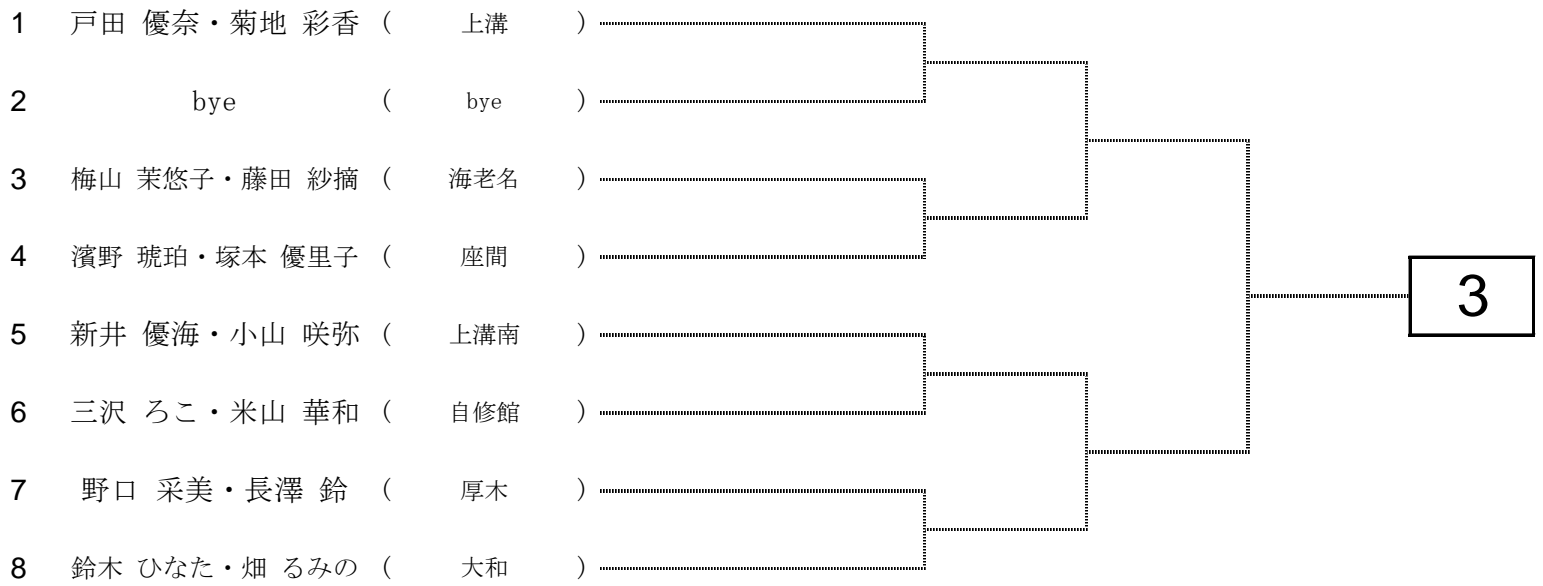 1 戸田 優奈・菊地 彩香 ( 上溝 )
2 bye ( bye )
3 梅山 茉悠子・藤田 紗摘 ( 海老名 )
4 濱野 琥珀・塚本 優里子 ( 座間 )
3
5 新井 優海・小山 咲弥 ( 上溝南 )
6 三沢 ろこ・米山 華和 ( 自修館 )
7 野口 采美・長澤 鈴 ( 厚木 )
8 鈴木 ひなた・畑 るみの ( 大和 )